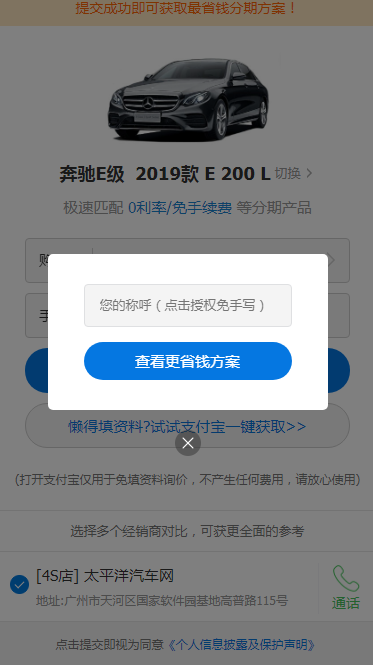 提交成功即可获取最省钱分期方案！
奔驰E级 2019款 E 200 L 切换 >
极速匹配 0利率/免手续费 等分期产品
购
手
您的称呼（点击授权免手写）
查看更省钱方案
懒得填资料?试试支付宝一键获取>>
(打开支付宝仅用于免填资料询价，不产生任何费用，请放心使用)
选择多个经销商对比，可获更全面的参考
[4S店] 太平洋汽车网
地址:广州市天河区国家软件园基地高普路115号
通话
点击提交即视为同意《个人信息披露及保护声明》